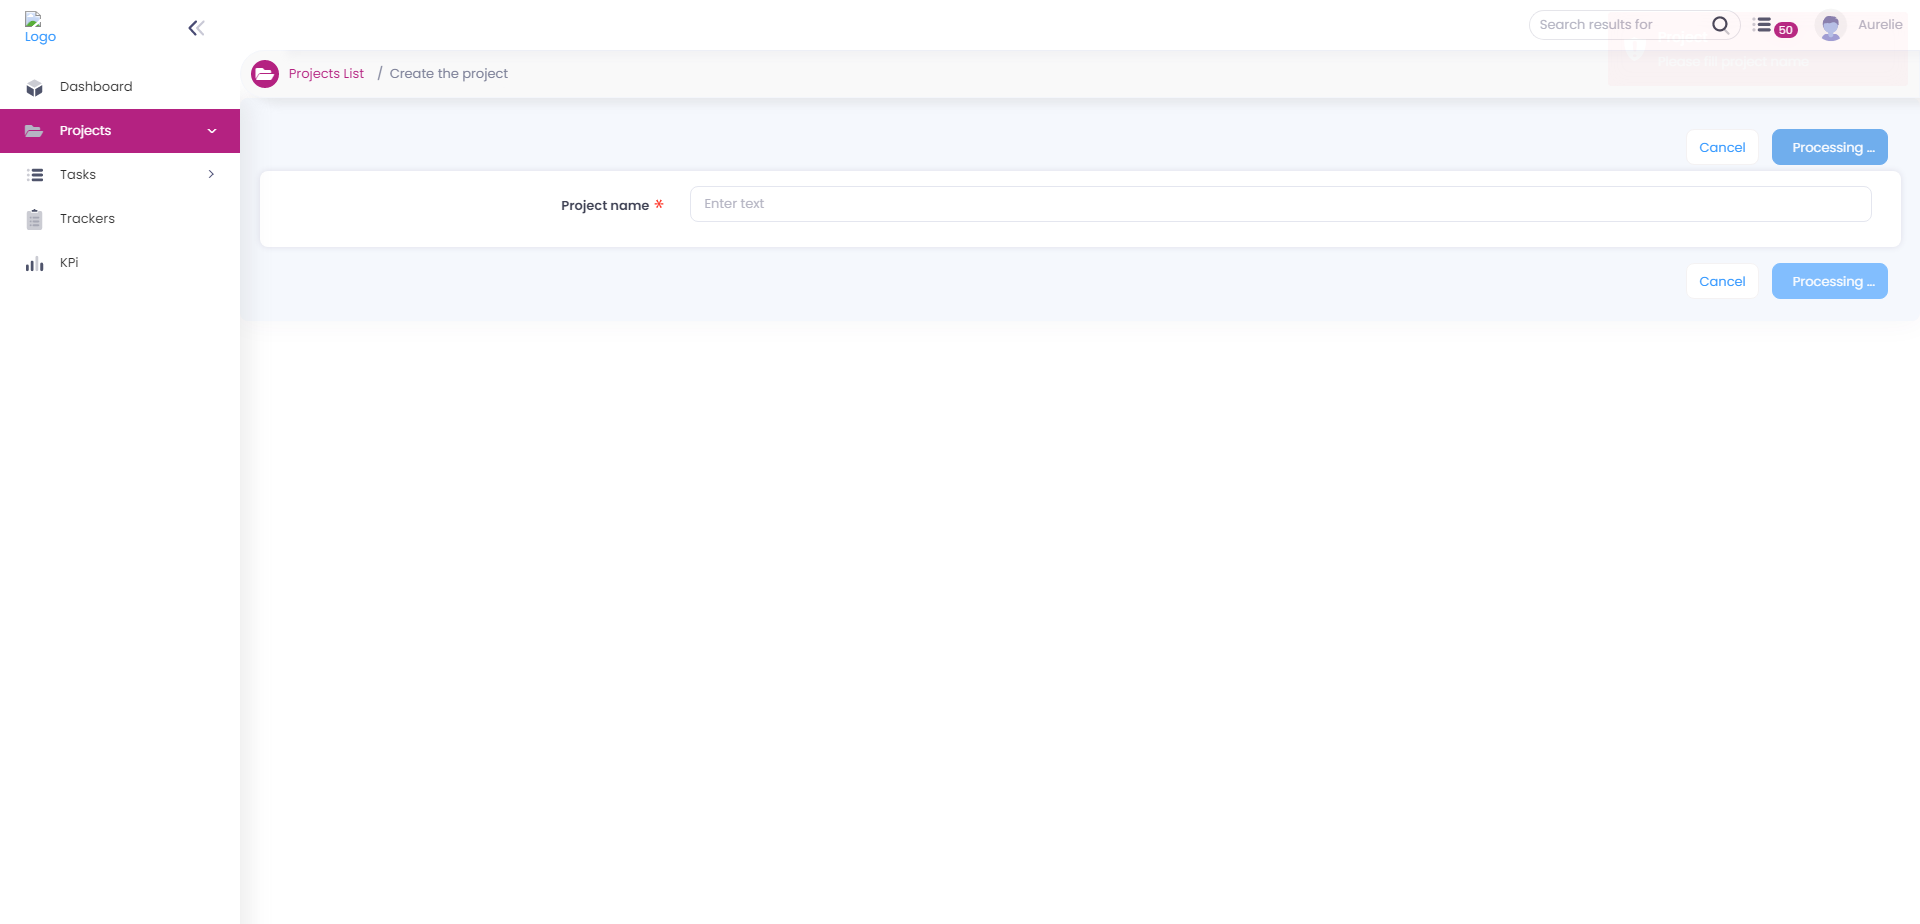 Logo
Search results for
50
Aurelie
Projects List / Create the project
Please fill project name
Dashboard
Projects
Tasks
Trackers
KPi
Cancel
Processing ...
Project name *
Enter text
Cancel
Processing ...